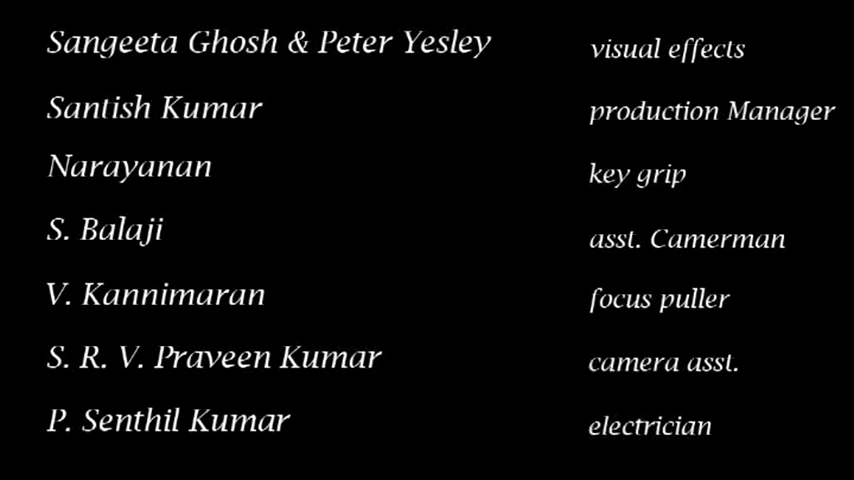 Sangeeta Ghosh & Peter Yesley visual effects
Santish Kumar production Manager
Narayanan key grip
S. Balaji asst. Camerman
V. Kannimaran focus puller
S. R. V. Praveen Kumar camera asst.
P. Senthil Kumar electrician